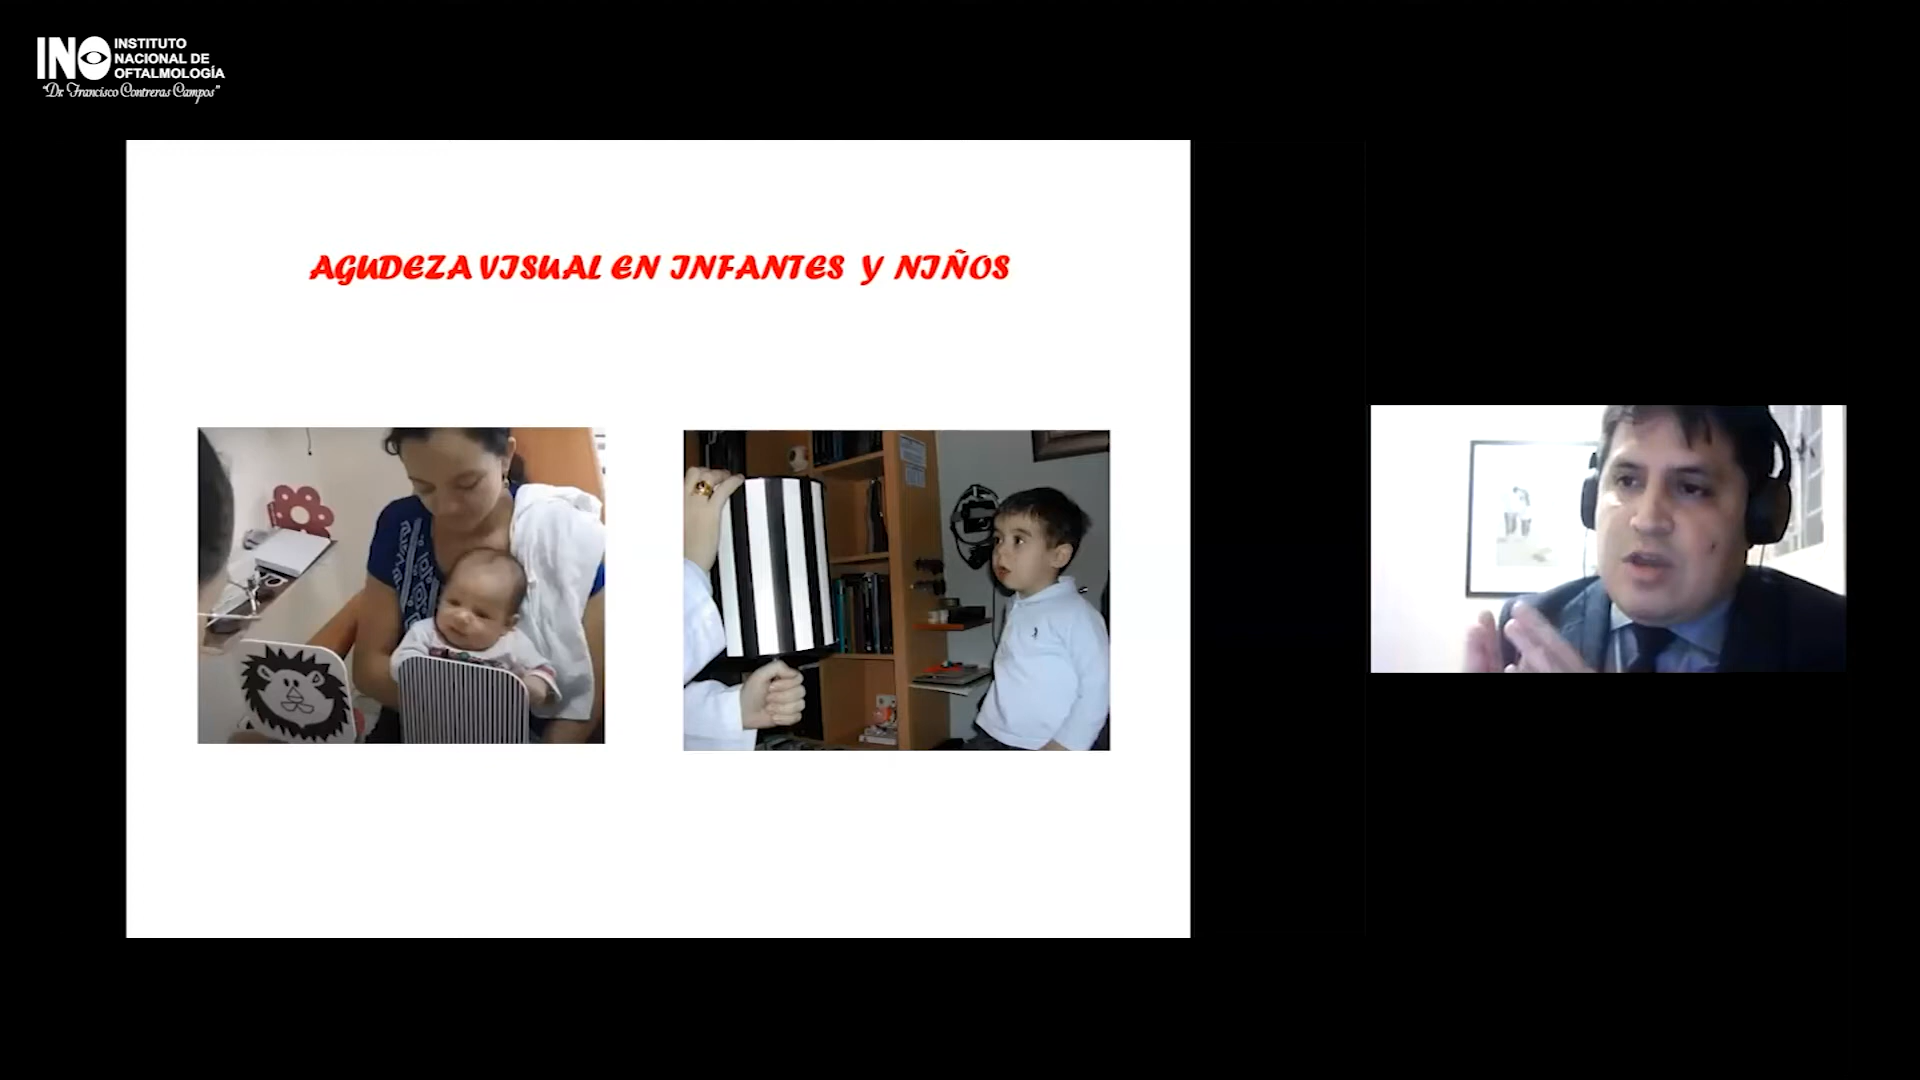 INO INSTITUTO
NACIONAL DE
OFTALMOLOGÍA
"Dr. Francisco Contreras Campos"
AGUDEZA VISUAL EN INFANTES Y NIÑOS